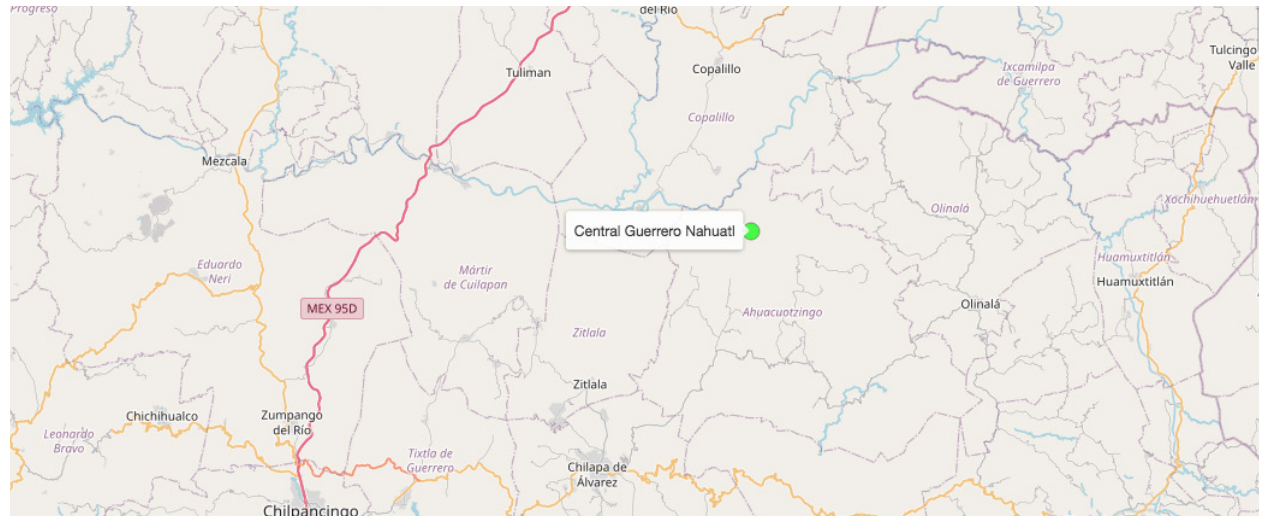 Progreso
del Río
Tulcingo
Valle
Tuliman
Copalillo
Ixcamilpa
de Guerrero
Copalillo
Mezcala
Xochihuehuetlán
Olinalá
Central Guerrero Nahuatl
Eduardo
Neri
Mártir
de Cuilapan
Huamuxtitlán
Huamuxtitlán
MEX 95D
Ahuacuotzingo
Olinalá
Zitlala
Zitlala
Chichihualco
Zumpango
del Río
Leonardo
Bravo
Tixtla de
Guerrero
Chilapa de
Álvarez
Chilpancingo